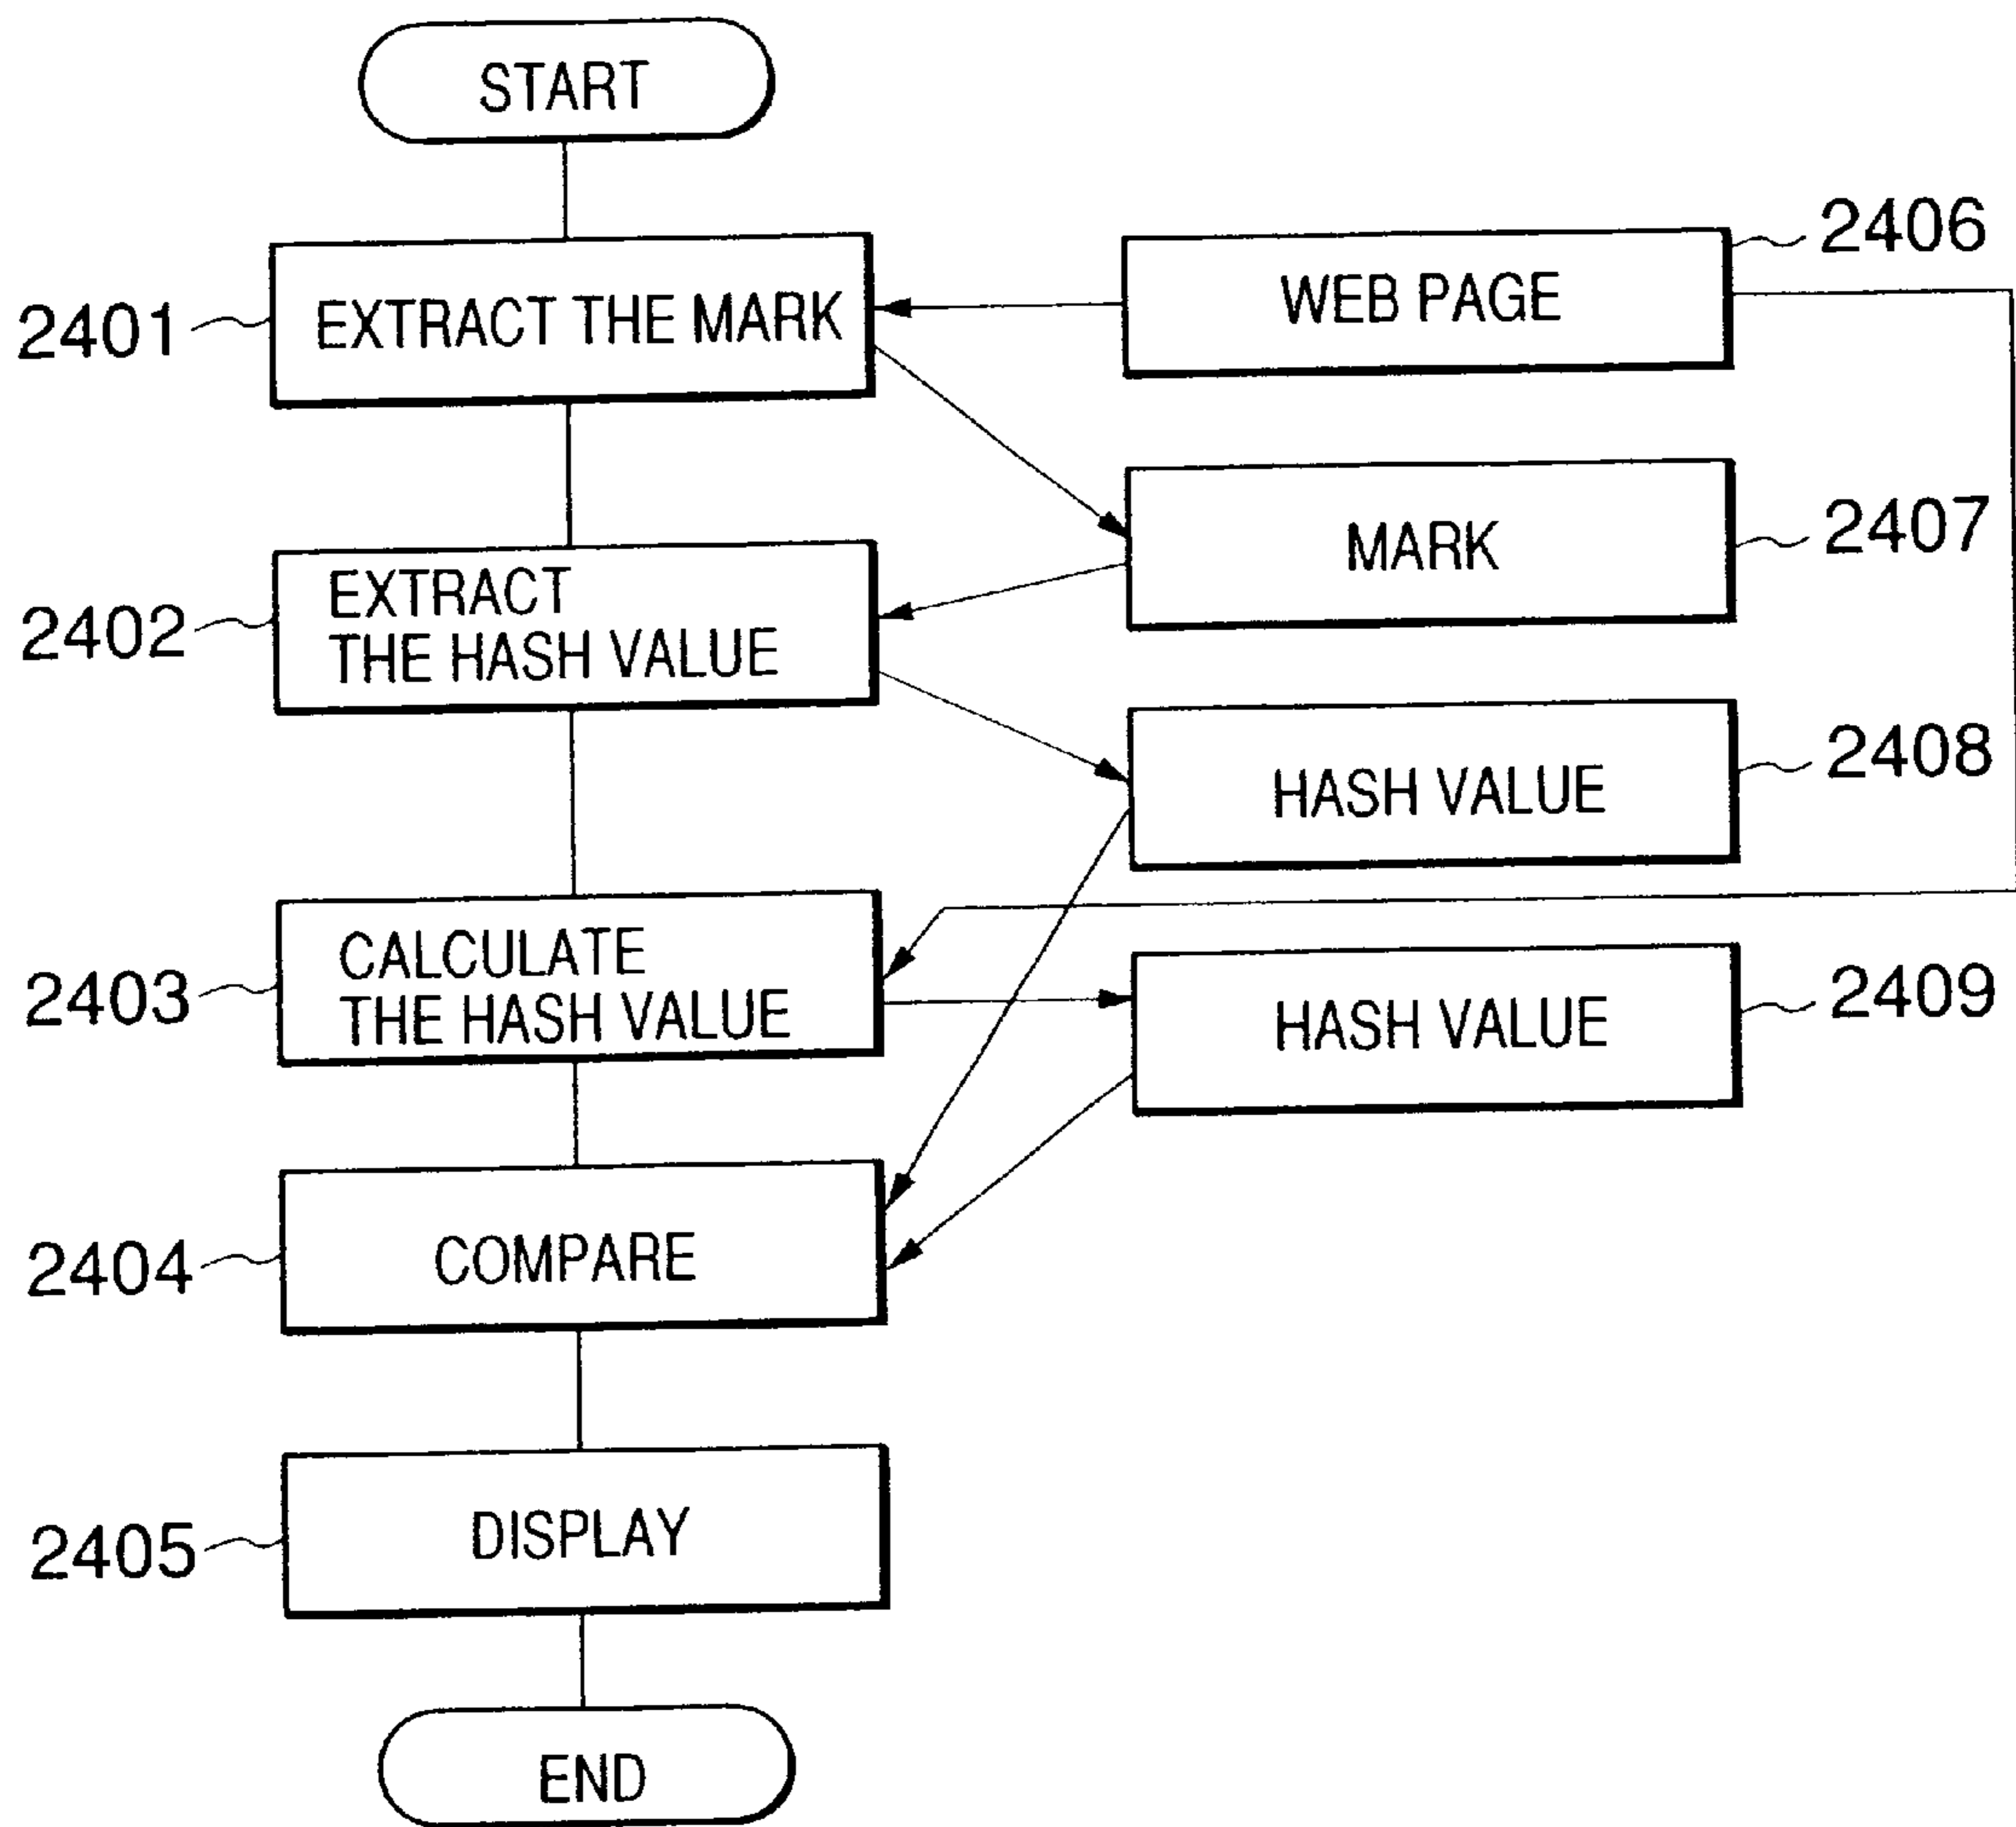 START
2401
EXTRACT THE MARK
WEB PAGE
2406
MARK
2407
2402
EXTRACT
THE HASH VALUE
HASH VALUE
2408
2403
CALCULATE
THE HASH VALUE
HASH VALUE
2409
2404
COMPARE
2405
DISPLAY
END